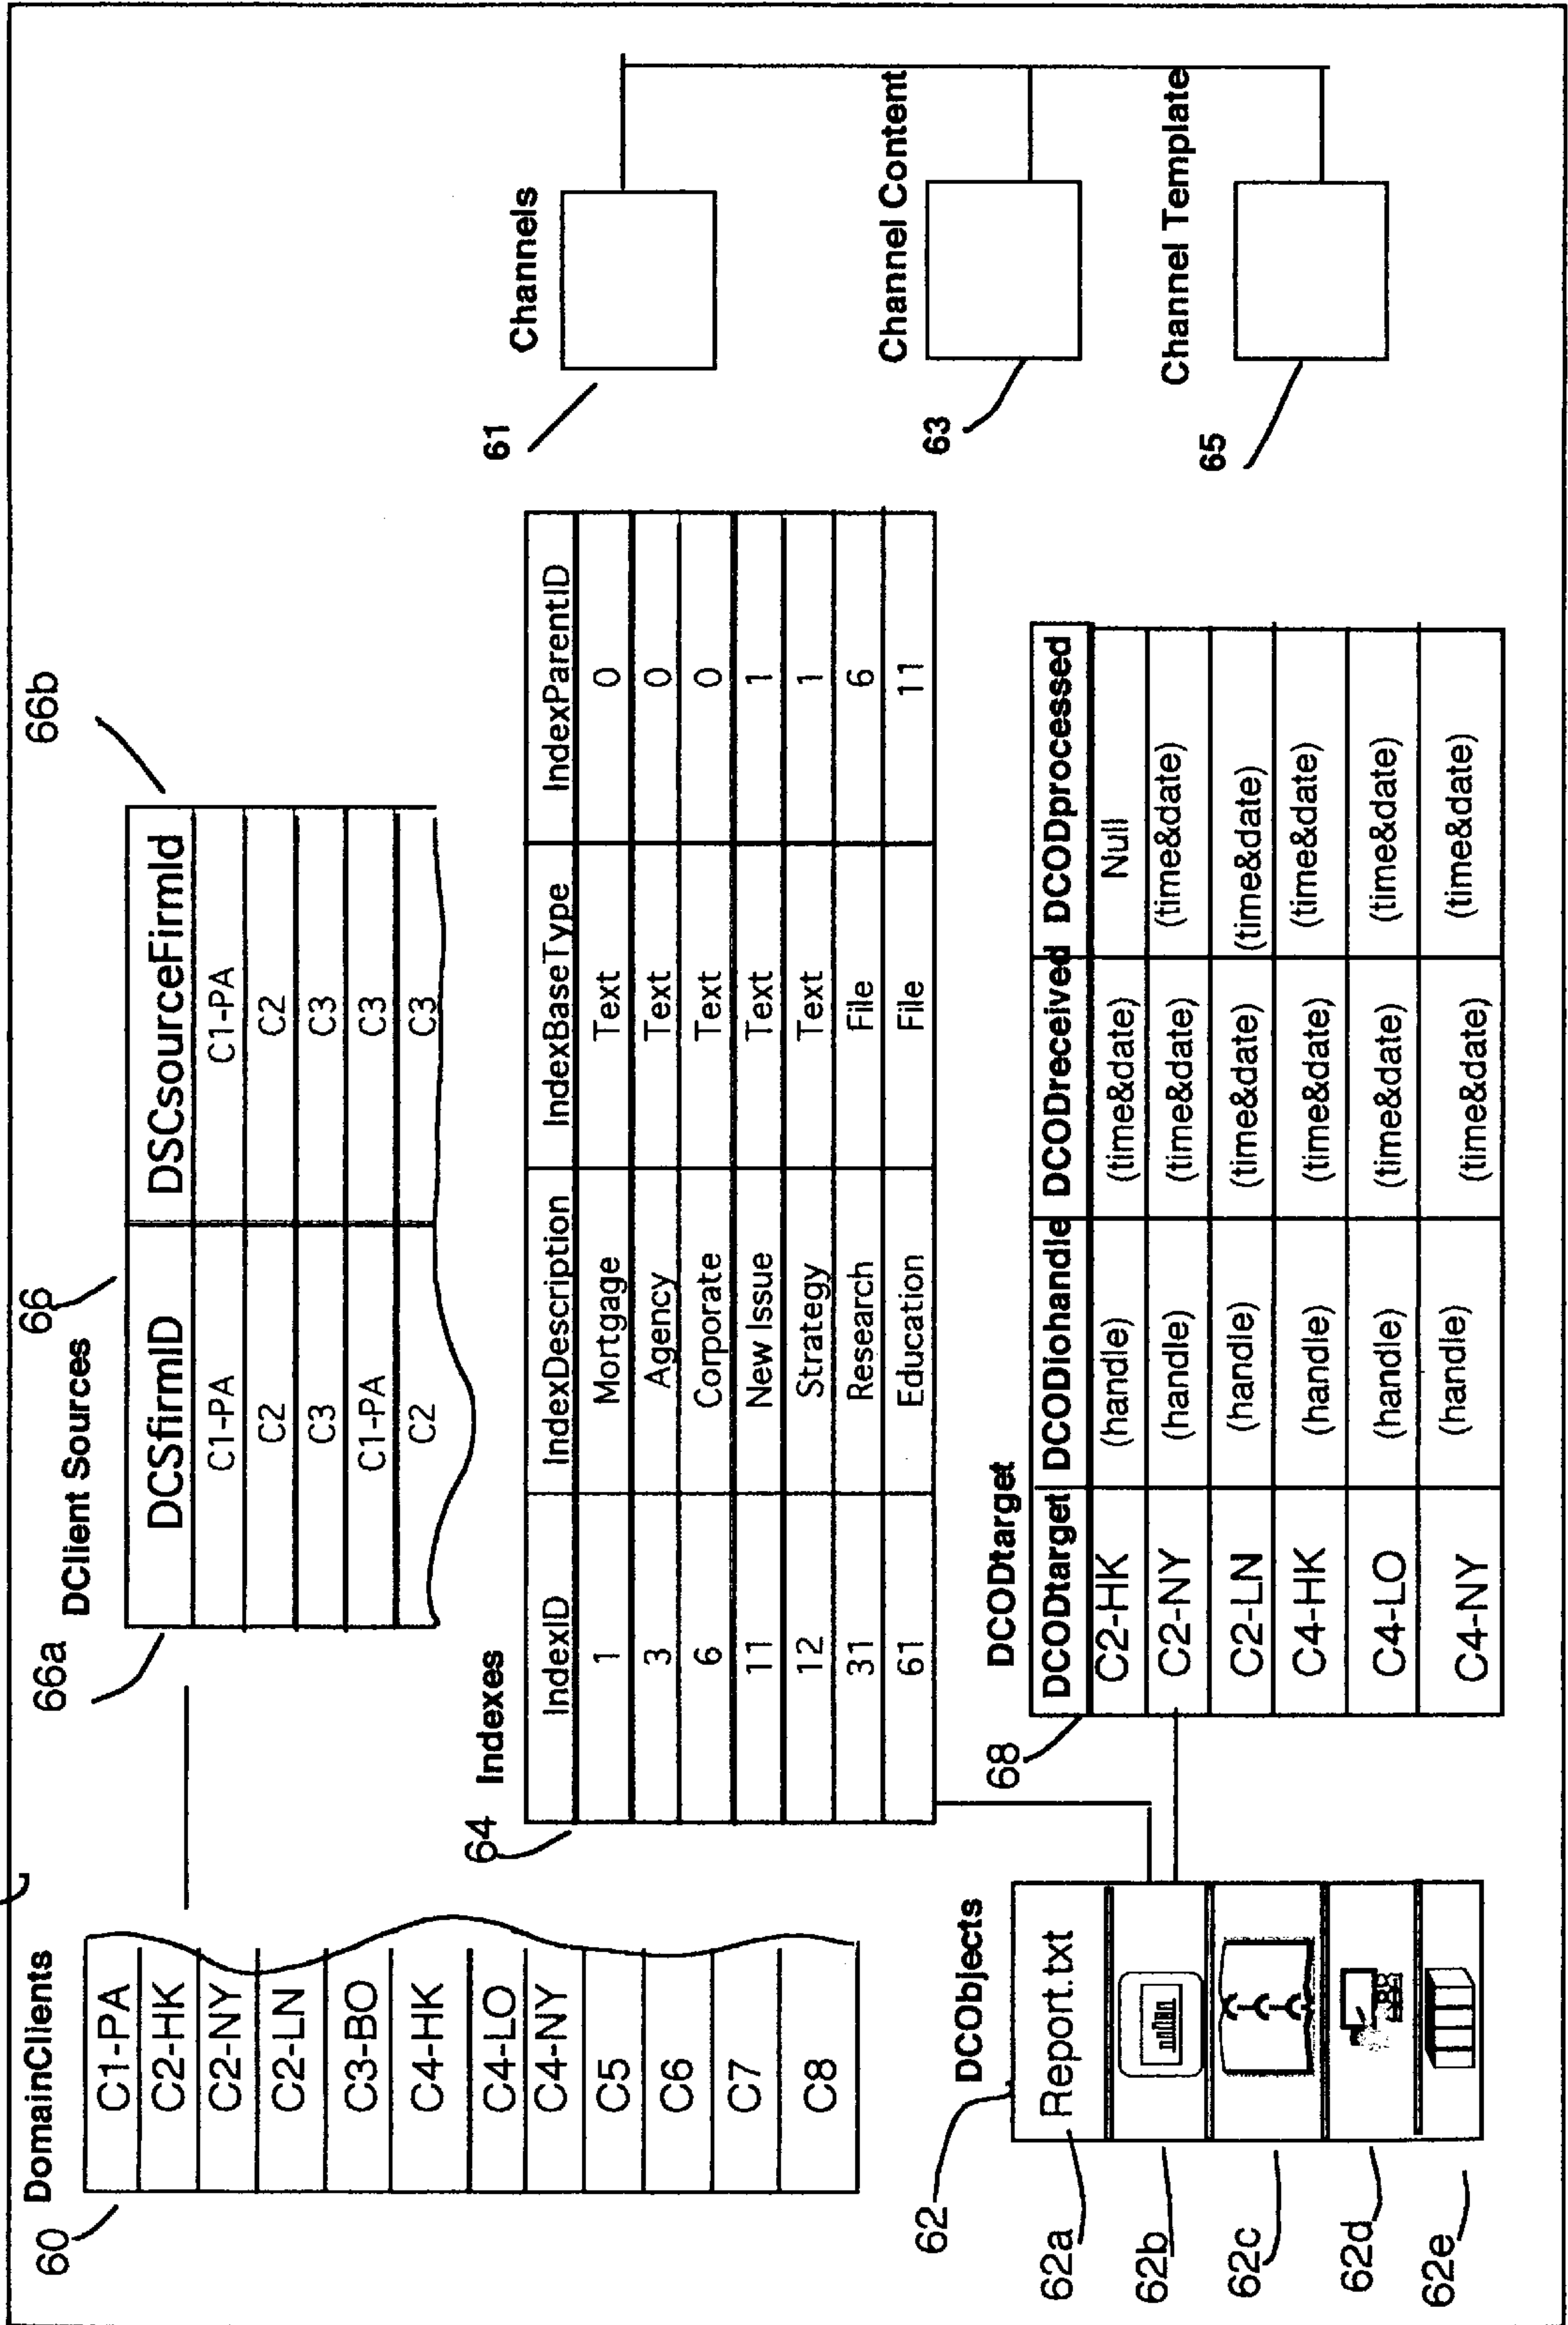 DomainClients
60
C1-PA
C2-HK
C2-NY
C2-LN
C3-BO
C4-HK
C4-LO
C4-NY
C5
C6
C7
C8
DClient Sources
66
66a
66b
DCSfirmID DSCsourceFirmId
C1-PA C1-PA
C2 C2
C3 C3
C1-PA C3
C2 C3
64 Indexes
IndexID IndexDescription IndexBaseType IndexParentID
1 Mortgage Text 0
3 Agency Text 0
6 Corporate Text 0
11 New Issue Text 1
12 Strategy Text 1
31 Research File 6
61 Education File 11
Channels
61
Channel Content
63
Channel Template
65
62 DCObjects
62a
Report.txt
62b
62c
62d
62e
68 DCODtarget
DCODtarget DCODiohandle DCODreceived DCODprocessed
C2-HK (handle) (time&date) Null
C2-NY (handle) (time&date) (time&date)
C2-LN (handle) (time&date) (time&date)
C4-HK (handle) (time&date) (time&date)
C4-LO (handle) (time&date) (time&date)
C4-NY (handle) (time&date) (time&date)